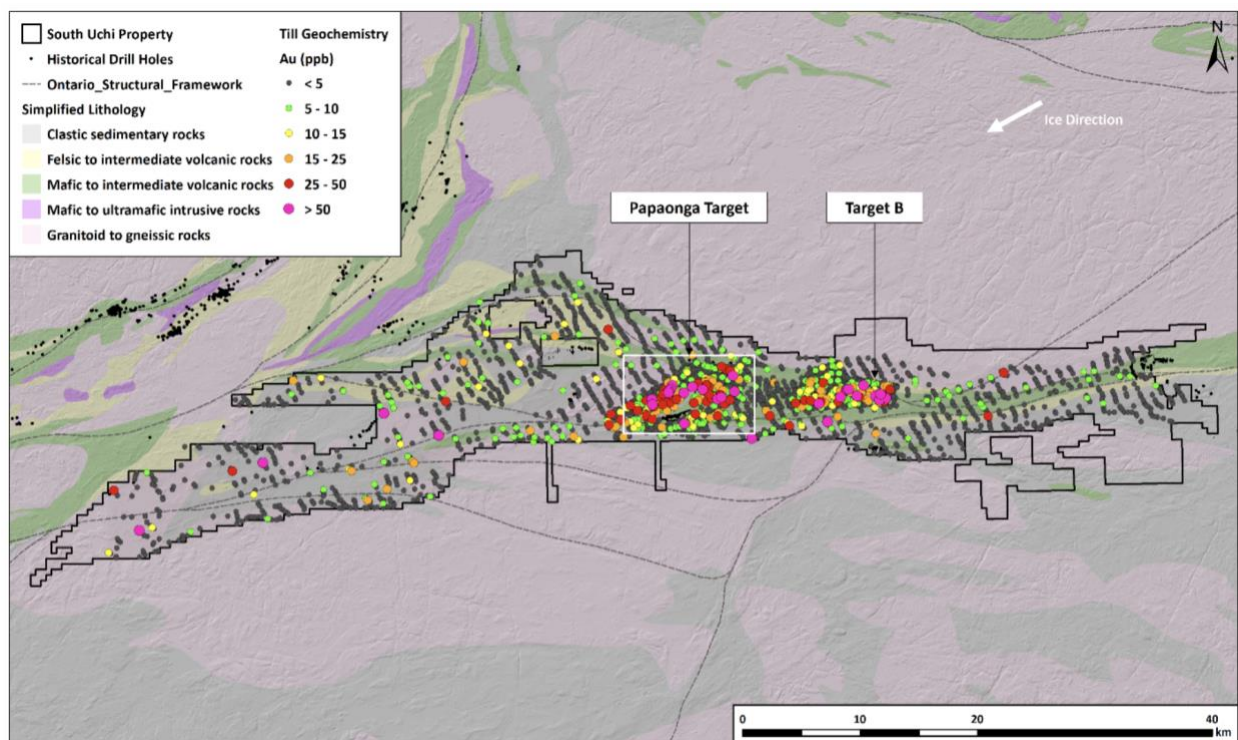 South Uchi Property
Historical Drill Holes
Ontario_Structural_Framework
Simplified Lithology
Clastic sedimentary rocks
Felsic to intermediate volcanic rocks
Mafic to intermediate volcanic rocks
Mafic to ultramafic intrusive rocks
Granitoid to gneissic rocks
Till Geochemistry
Au (ppb)
< 5
5 - 10
10 - 15
15 - 25
25 - 50
> 50
N
Ice Direction
Papaonga Target
Target B
0 10 20 40
km